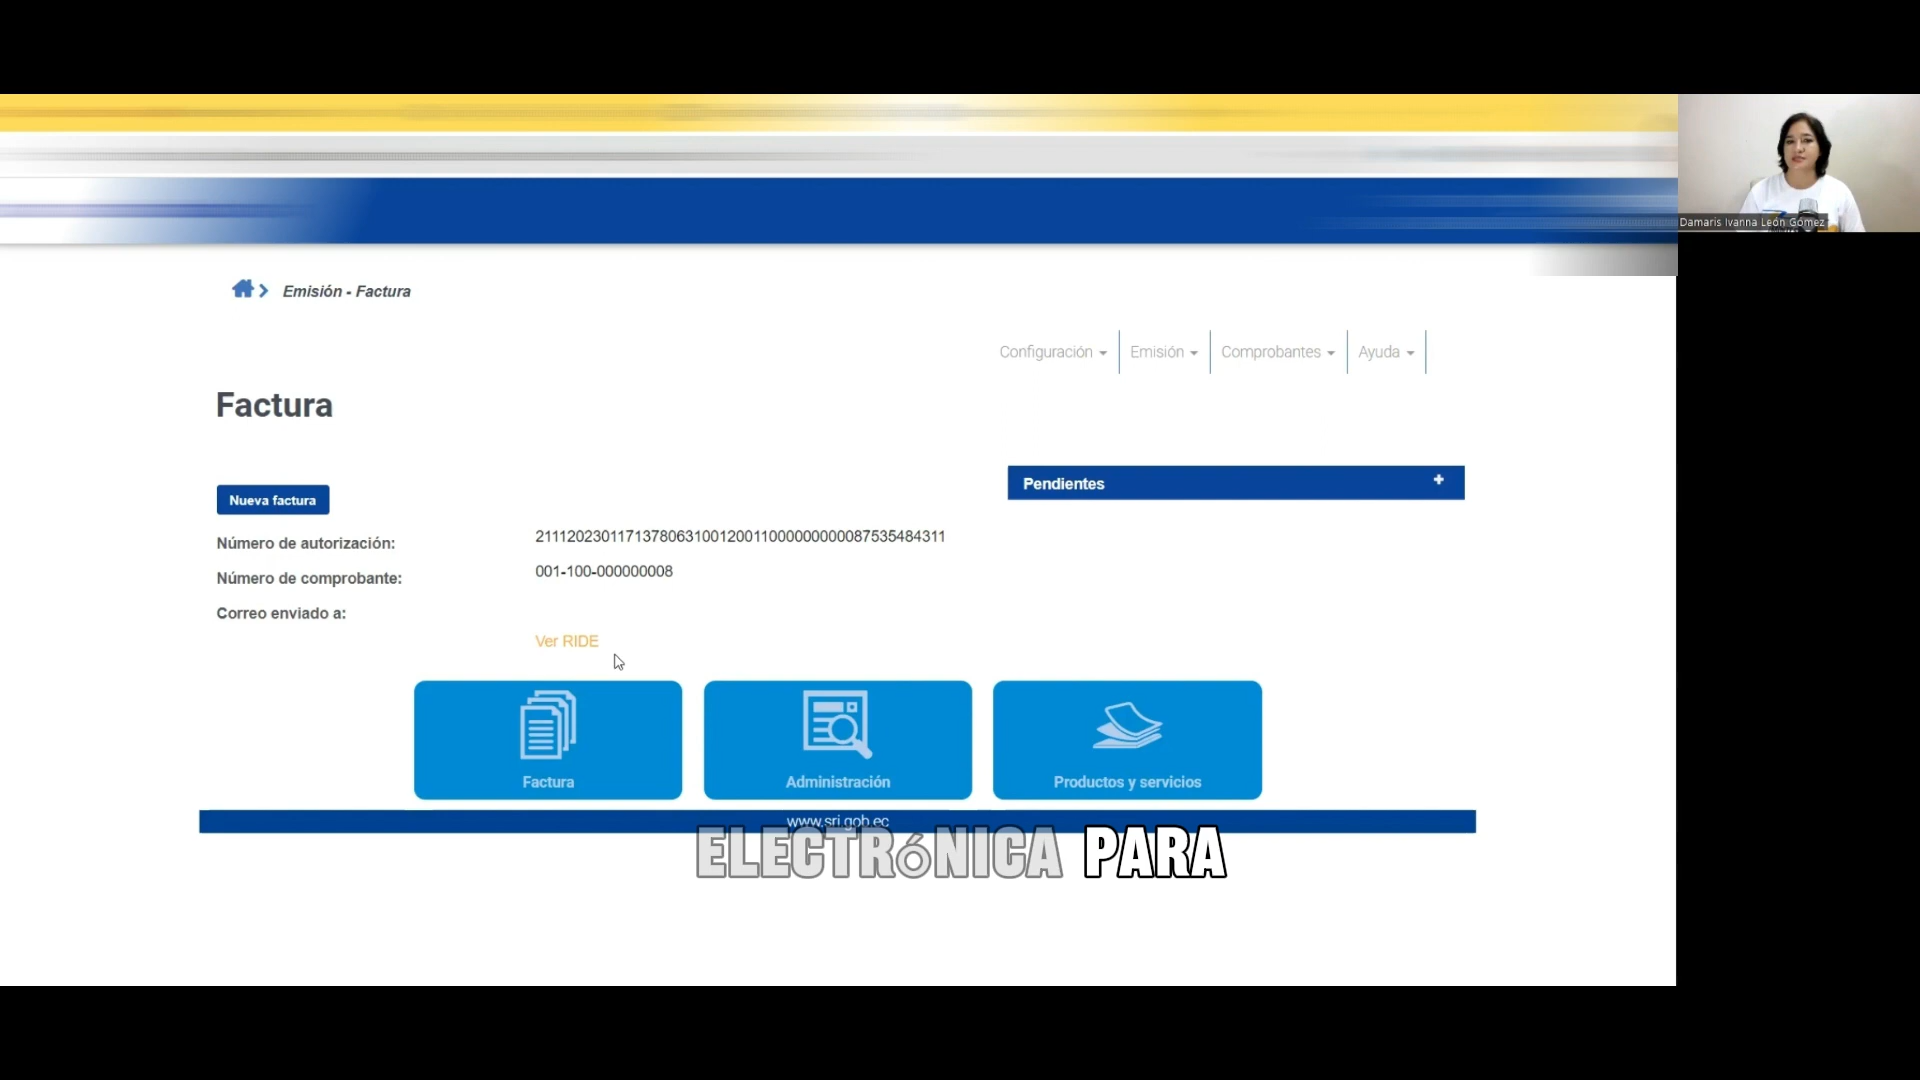 Damaris Ivanna León Gómez
Emisión - Factura
Configuración Emisión Comprobantes Ayuda
Factura
Pendientes +
Nueva factura
Número de autorización: 2111202301171378063100120011000000000087535484311
Número de comprobante: 001-100-000000008
Correo enviado a:
Ver RIDE
Factura Administración Productos y servicios
www.sri.gob.ec
ELECTRóNICA PARA